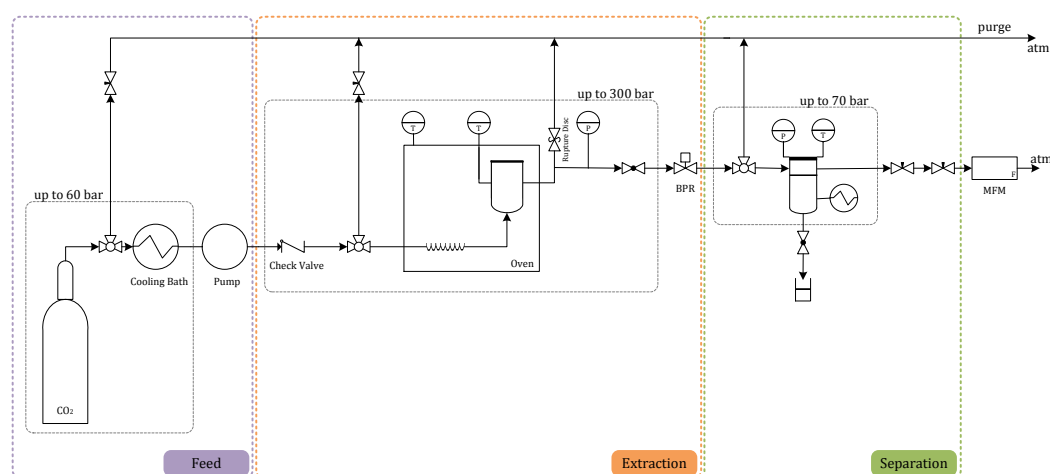 purge
atm
up to 300 bar
up to 70 bar
T
T
Rupture Disc
P
P
T
up to 60 bar
BPR
F
MFM
atm
Cooling Bath
Pump
Check Valve
Oven
CO₂
Feed
Extraction
Separation